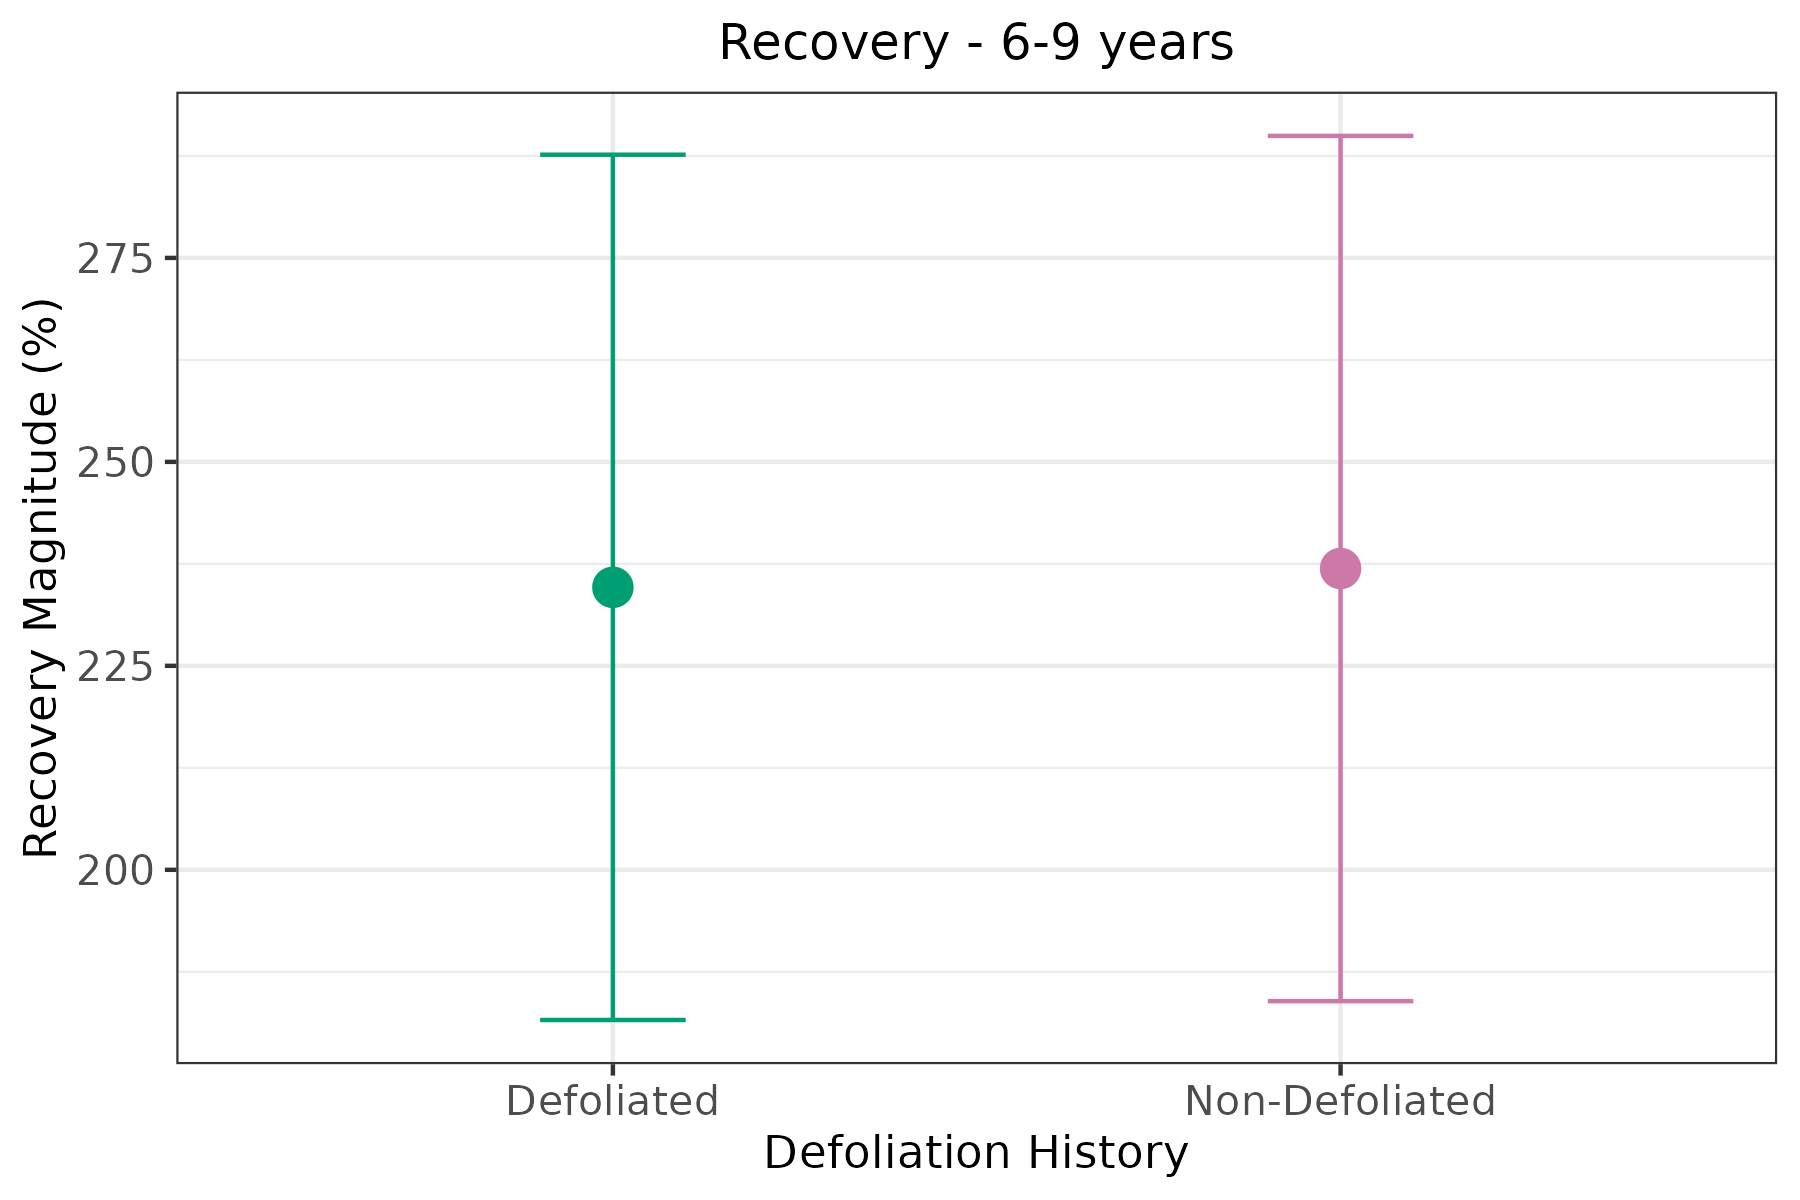 Recovery - 6-9 years
Recovery Magnitude (%)
275
250
225
200
Defoliated
Non-Defoliated
Defoliation History